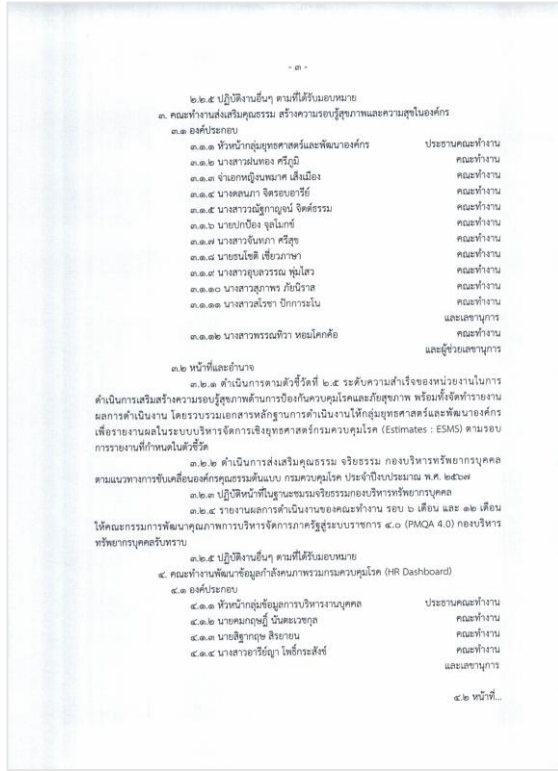 - ๓ -
๒.๒.๕ ปฏิบัติงานอื่นๆ ตามที่ได้รับมอบหมาย
๓. คณะทำงานส่งเสริมคุณธรรม สร้างความรอบรู้สุขภาพและความสุขในองค์กร
๓.๑ องค์ประกอบ
๓.๑.๑ หัวหน้ากลุ่มยุทธศาสตร์และพัฒนาองค์กร ประธานคณะทำงาน
๓.๑.๒ นางสาวฝนทอง ศรีภูมิ คณะทำงาน
๓.๑.๓ จ่าเอกหญิงนพมาศ เส็งเมือง คณะทำงาน
๓.๑.๔ นางดลนภา จิตรอบอารีย์ คณะทำงาน
๓.๑.๕ นางสาววณัฐกาญจน์ จิตต์ธรรม คณะทำงาน
๓.๑.๖ นายปกป้อง จุลโมกข์ คณะทำงาน
๓.๑.๗ นางสาวจันทภา ศรีสุข คณะทำงาน
๓.๑.๘ นายธนโชติ เชี่ยวภาษา คณะทำงาน
๓.๑.๙ นางสาวอุบลวรรณ พุ่มไสว คณะทำงาน
๓.๑.๑๐ นางสาวสุภาพร ภัยนิราส คณะทำงาน
๓.๑.๑๑ นางสาวสโรชา ปักการะโน คณะทำงาน
และเลขานุการ
๓.๑.๑๒ นางสาวพรรณทิวา หอมโคกค้อ คณะทำงาน
และผู้ช่วยเลขานุการ
๓.๒ หน้าที่และอำนาจ
๓.๒.๑ ดำเนินการตามตัวชี้วัดที่ ๒.๕ ระดับความสำเร็จของหน่วยงานในการ
ดำเนินการเสริมสร้างความรอบรู้สุขภาพด้านการป้องกันควบคุมโรคและภัยสุขภาพ พร้อมทั้งจัดทำรายงาน
ผลการดำเนินงาน โดยรวบรวมเอกสารหลักฐานการดำเนินงานให้กลุ่มยุทธศาสตร์และพัฒนาองค์กร
เพื่อรายงานผลในระบบบริหารจัดการเชิงยุทธศาสตร์กรมควบคุมโรค (Estimates : ESMS) ตามรอบ
การรายงานที่กำหนดในตัวชี้วัด
๓.๒.๒ ดำเนินการส่งเสริมคุณธรรม จริยธรรม กองบริหารทรัพยากรบุคคล
ตามแนวทางการขับเคลื่อนองค์กรคุณธรรมต้นแบบ กรมควบคุมโรค ประจำปีงบประมาณ พ.ศ. ๒๕๖๗
๓.๒.๓ ปฏิบัติหน้าที่ในฐานะชมรมจริยธรรมกองบริหารทรัพยากรบุคคล
๓.๒.๔ รายงานผลการดำเนินงานของคณะทำงาน รอบ ๖ เดือน และ ๑๒ เดือน
ให้คณะกรรมการพัฒนาคุณภาพการบริหารจัดการภาครัฐสู่ระบบราชการ ๔.๐ (PMQA 4.0) กองบริหาร
ทรัพยากรบุคคลรับทราบ
๓.๒.๕ ปฏิบัติงานอื่นๆ ตามที่ได้รับมอบหมาย
๔. คณะทำงานพัฒนาข้อมูลกำลังคนภาพรวมกรมควบคุมโรค (HR Dashboard)
๔.๑ องค์ประกอบ
๔.๑.๑ หัวหน้ากลุ่มข้อมูลการบริหารงานบุคคล ประธานคณะทำงาน
๔.๑.๒ นายคมกฤษฎิ์ นันตะเวชกุล คณะทำงาน
๔.๑.๓ นายสิฐากฤษ สิรยายน คณะทำงาน
๔.๑.๔ นางสาวอารีย์ญา โพธิ์กระสังข์ คณะทำงาน
และเลขานุการ
๔.๒ หน้าที่...